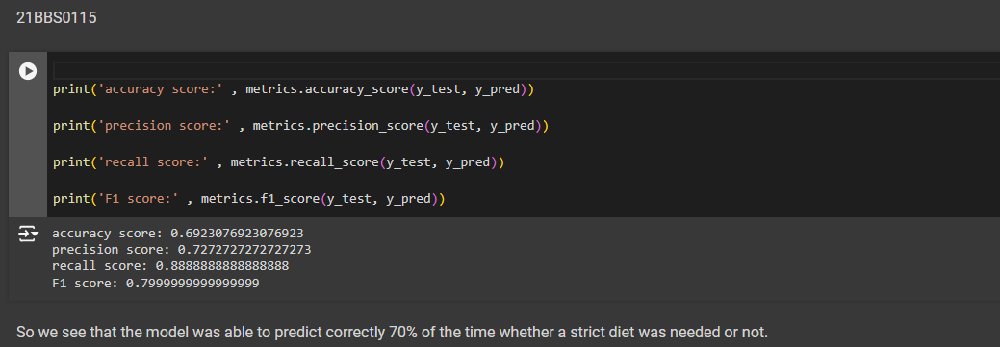 21BBS0115
print('accuracy score:' , metrics.accuracy_score(y_test, y_pred))
print('precision score:' , metrics.precision_score(y_test, y_pred))
print('recall score:' , metrics.recall_score(y_test, y_pred))
print('F1 score:' , metrics.f1_score(y_test, y_pred))
accuracy score: 0.6923076923076923
precision score: 0.7272727272727273
recall score: 0.8888888888888888
F1 score: 0.7999999999999999
So we see that the model was able to predict correctly 70% of the time whether a strict diet was needed or not.